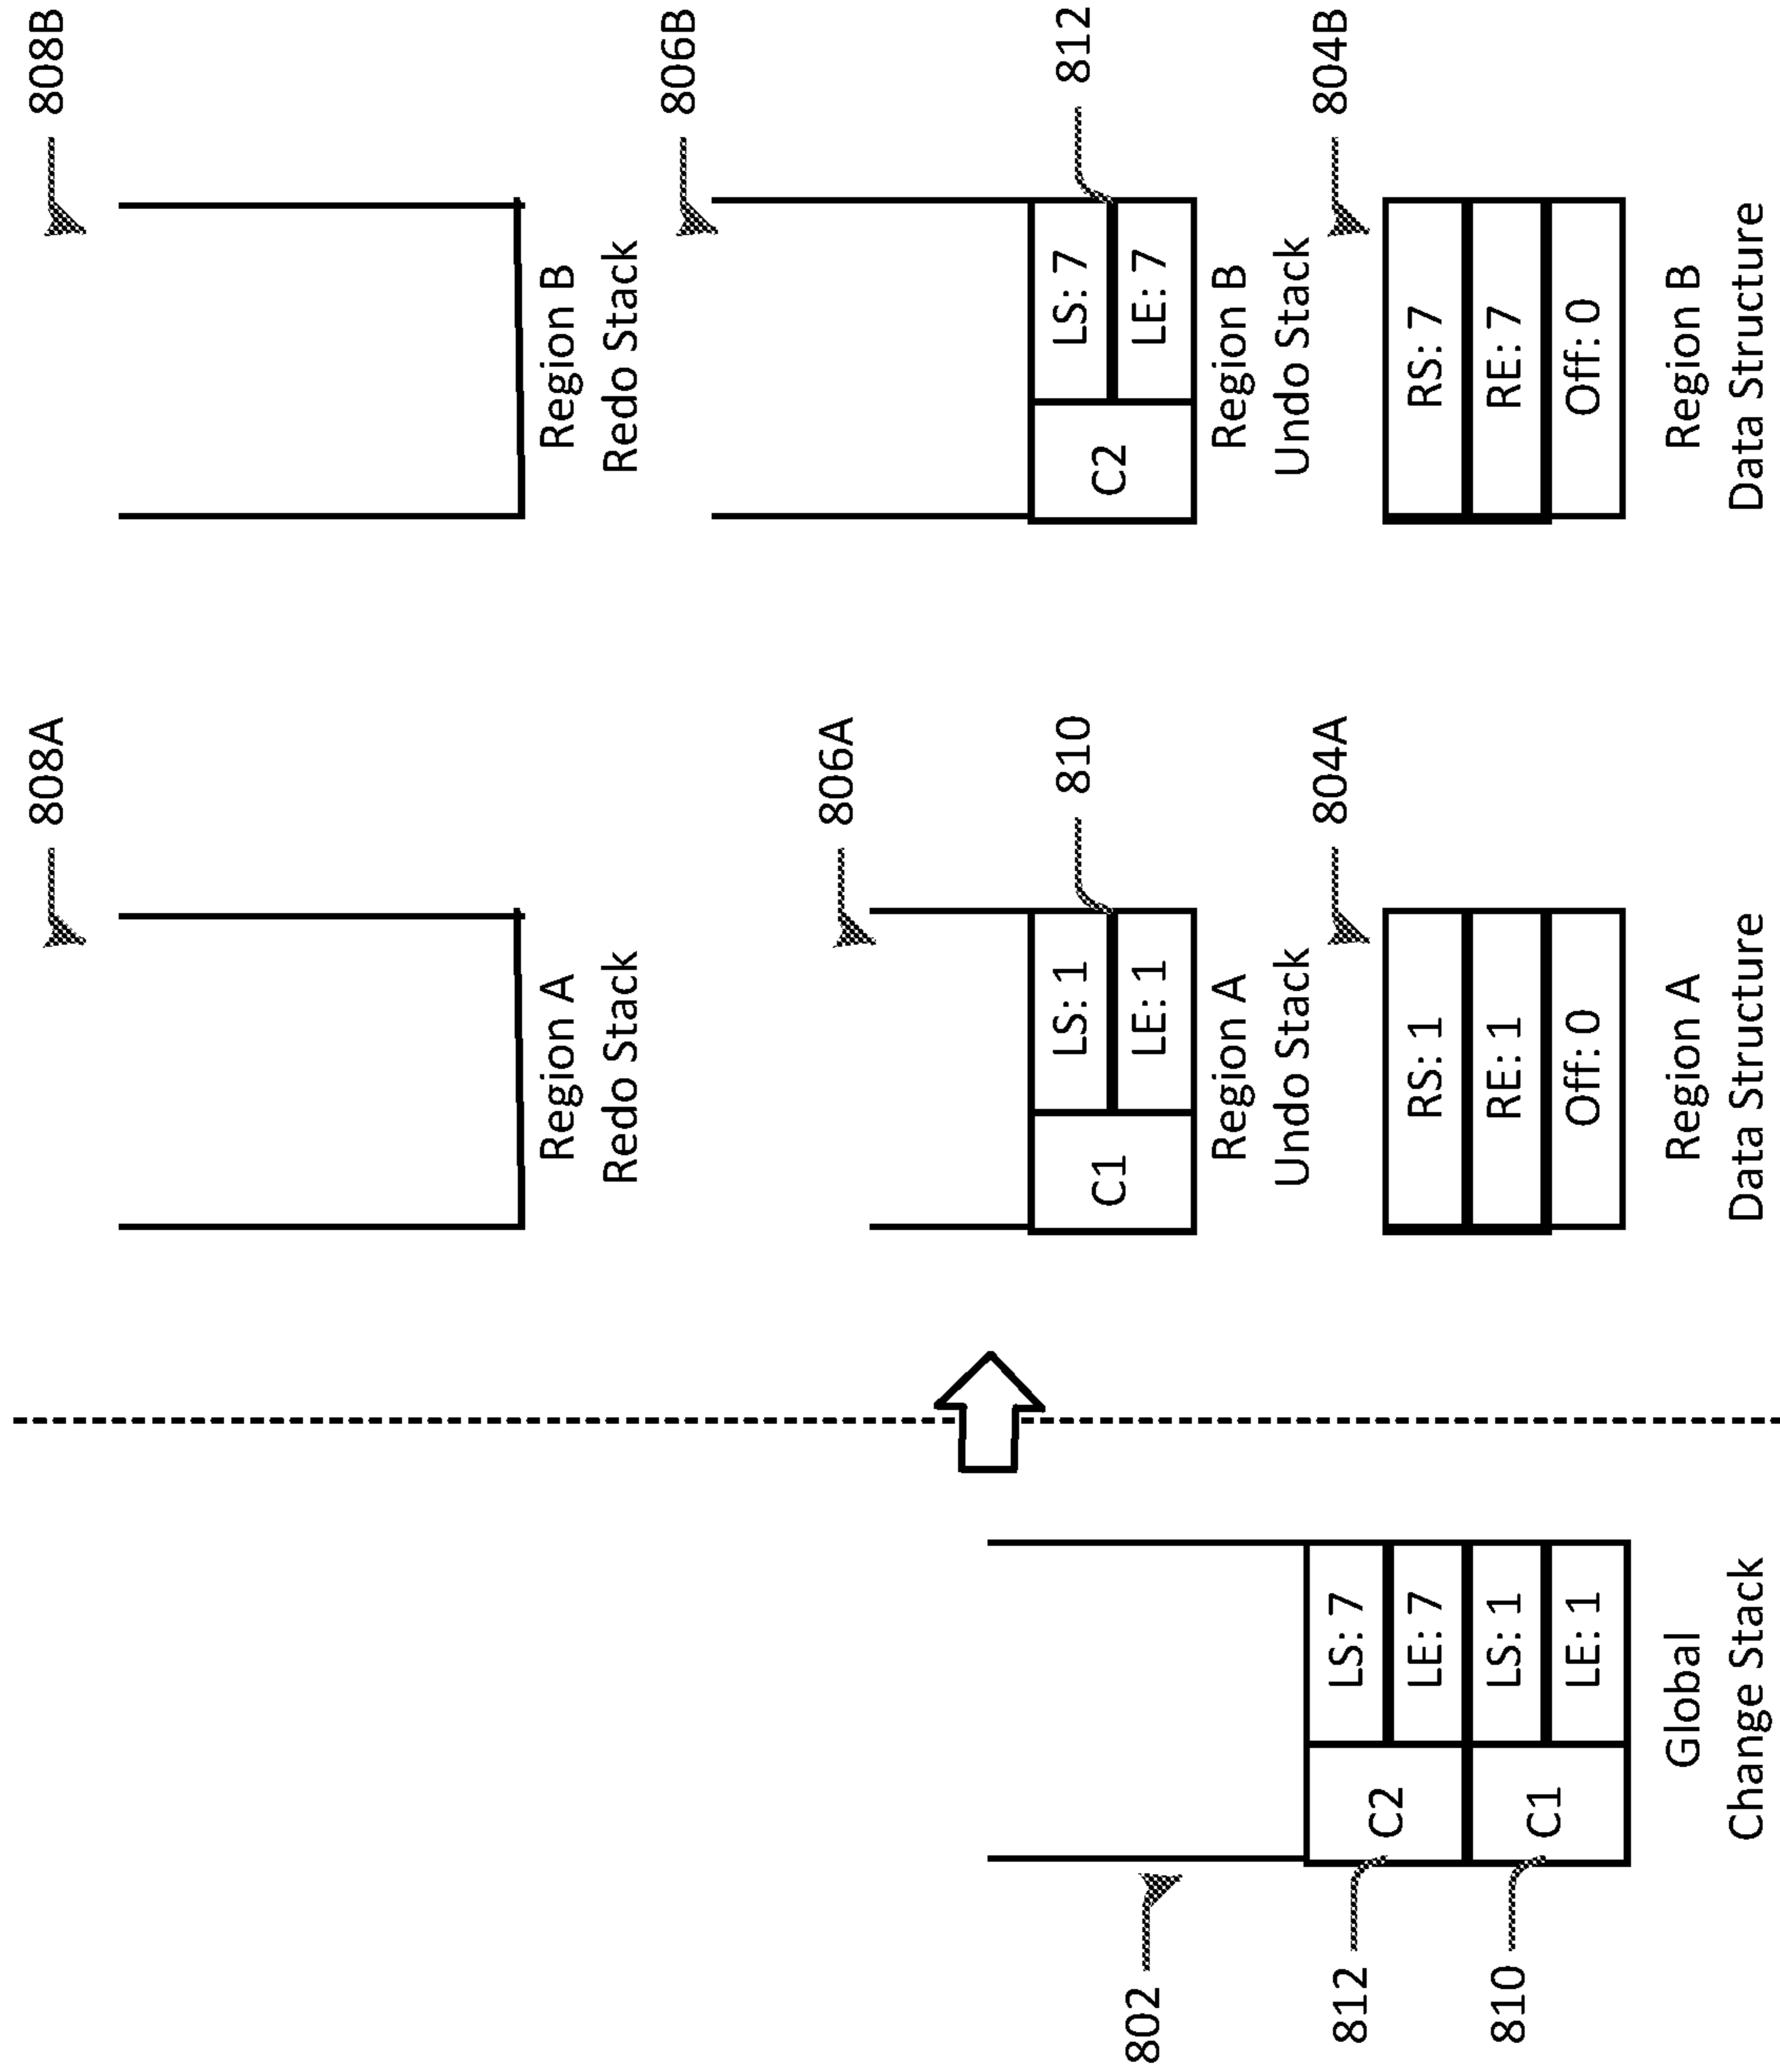 802
812
810
C2
LS: 7
LE: 7
C1
LS: 1
LE: 1
Global
Change Stack
808A
Region A
Redo Stack
806A
810
C1
LS: 1
LE: 1
Region A
Undo Stack
804A
RS: 1
RE: 1
Off: 0
Region A
Data Structure
808B
Region B
Redo Stack
806B
812
C2
LS: 7
LE: 7
Region B
Undo Stack
804B
RS: 7
RE: 7
Off: 0
Region B
Data Structure